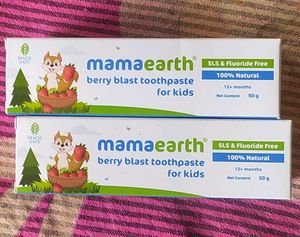 MADE
SAFE
mamaearth®
berry blast toothpaste
for kids
SLS & Fluoride Free
100% Natural
12+ months
Net Content 50 g
MADE
SAFE
mamaearth®
berry blast toothpaste
for kids
SLS & Fluoride Free
100% Natural
12+ months
Net Content 50 g